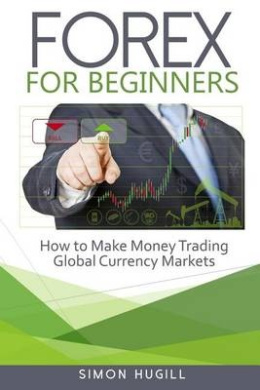 FOREX
FOR BEGINNERS
How to Make Money Trading
Global Currency Markets
SIMON HUGILL